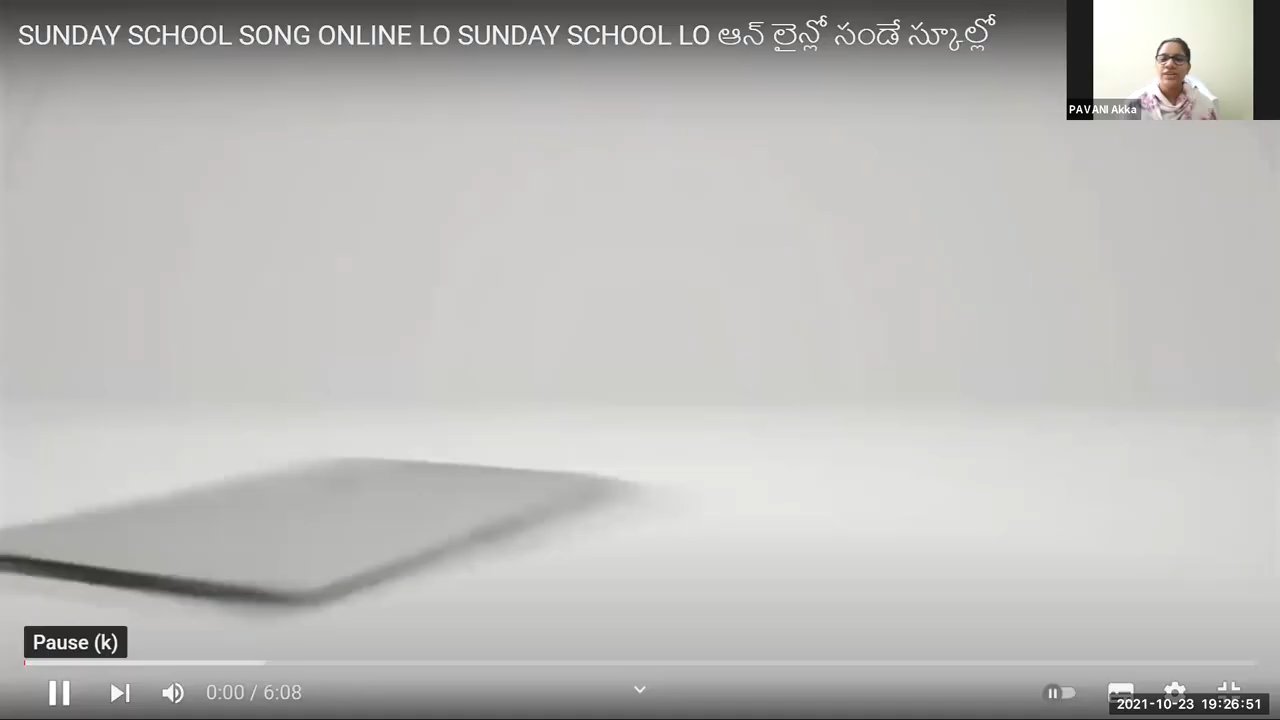 SUNDAY SCHOOL SONG ONLINE LO SUNDAY SCHOOL LO ఆన్ లైన్లో సండే స్కూల్లో
PAVANI Akka
Pause (k)
0:00 / 6:08
2021-10-23 19:26:51